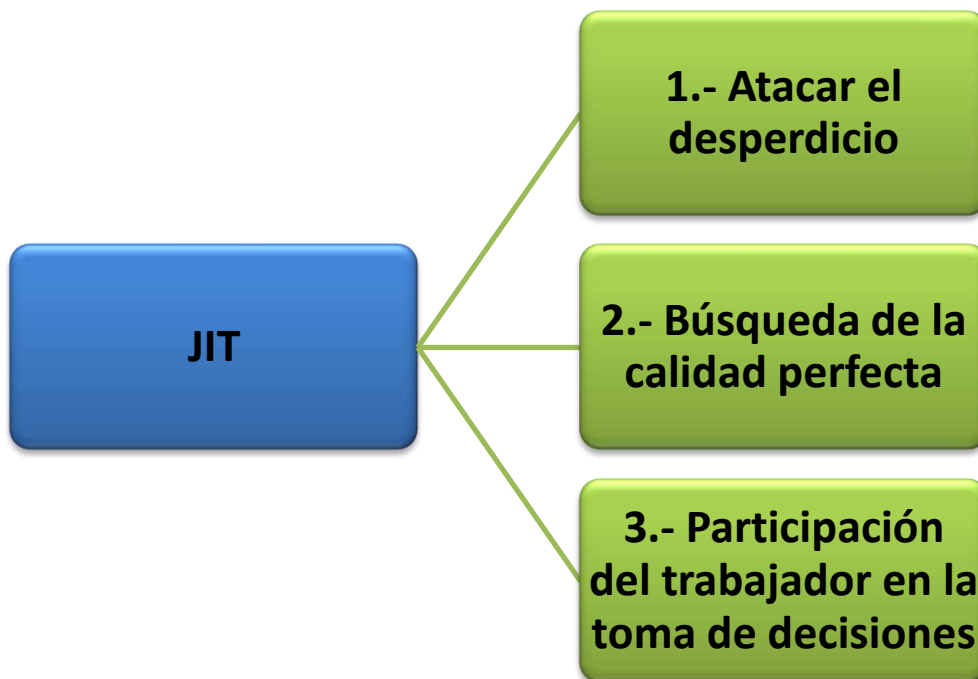 JIT
1.- Atacar el
desperdicio
2.- Búsqueda de la
calidad perfecta
3.- Participación
del trabajador en la
toma de decisiones